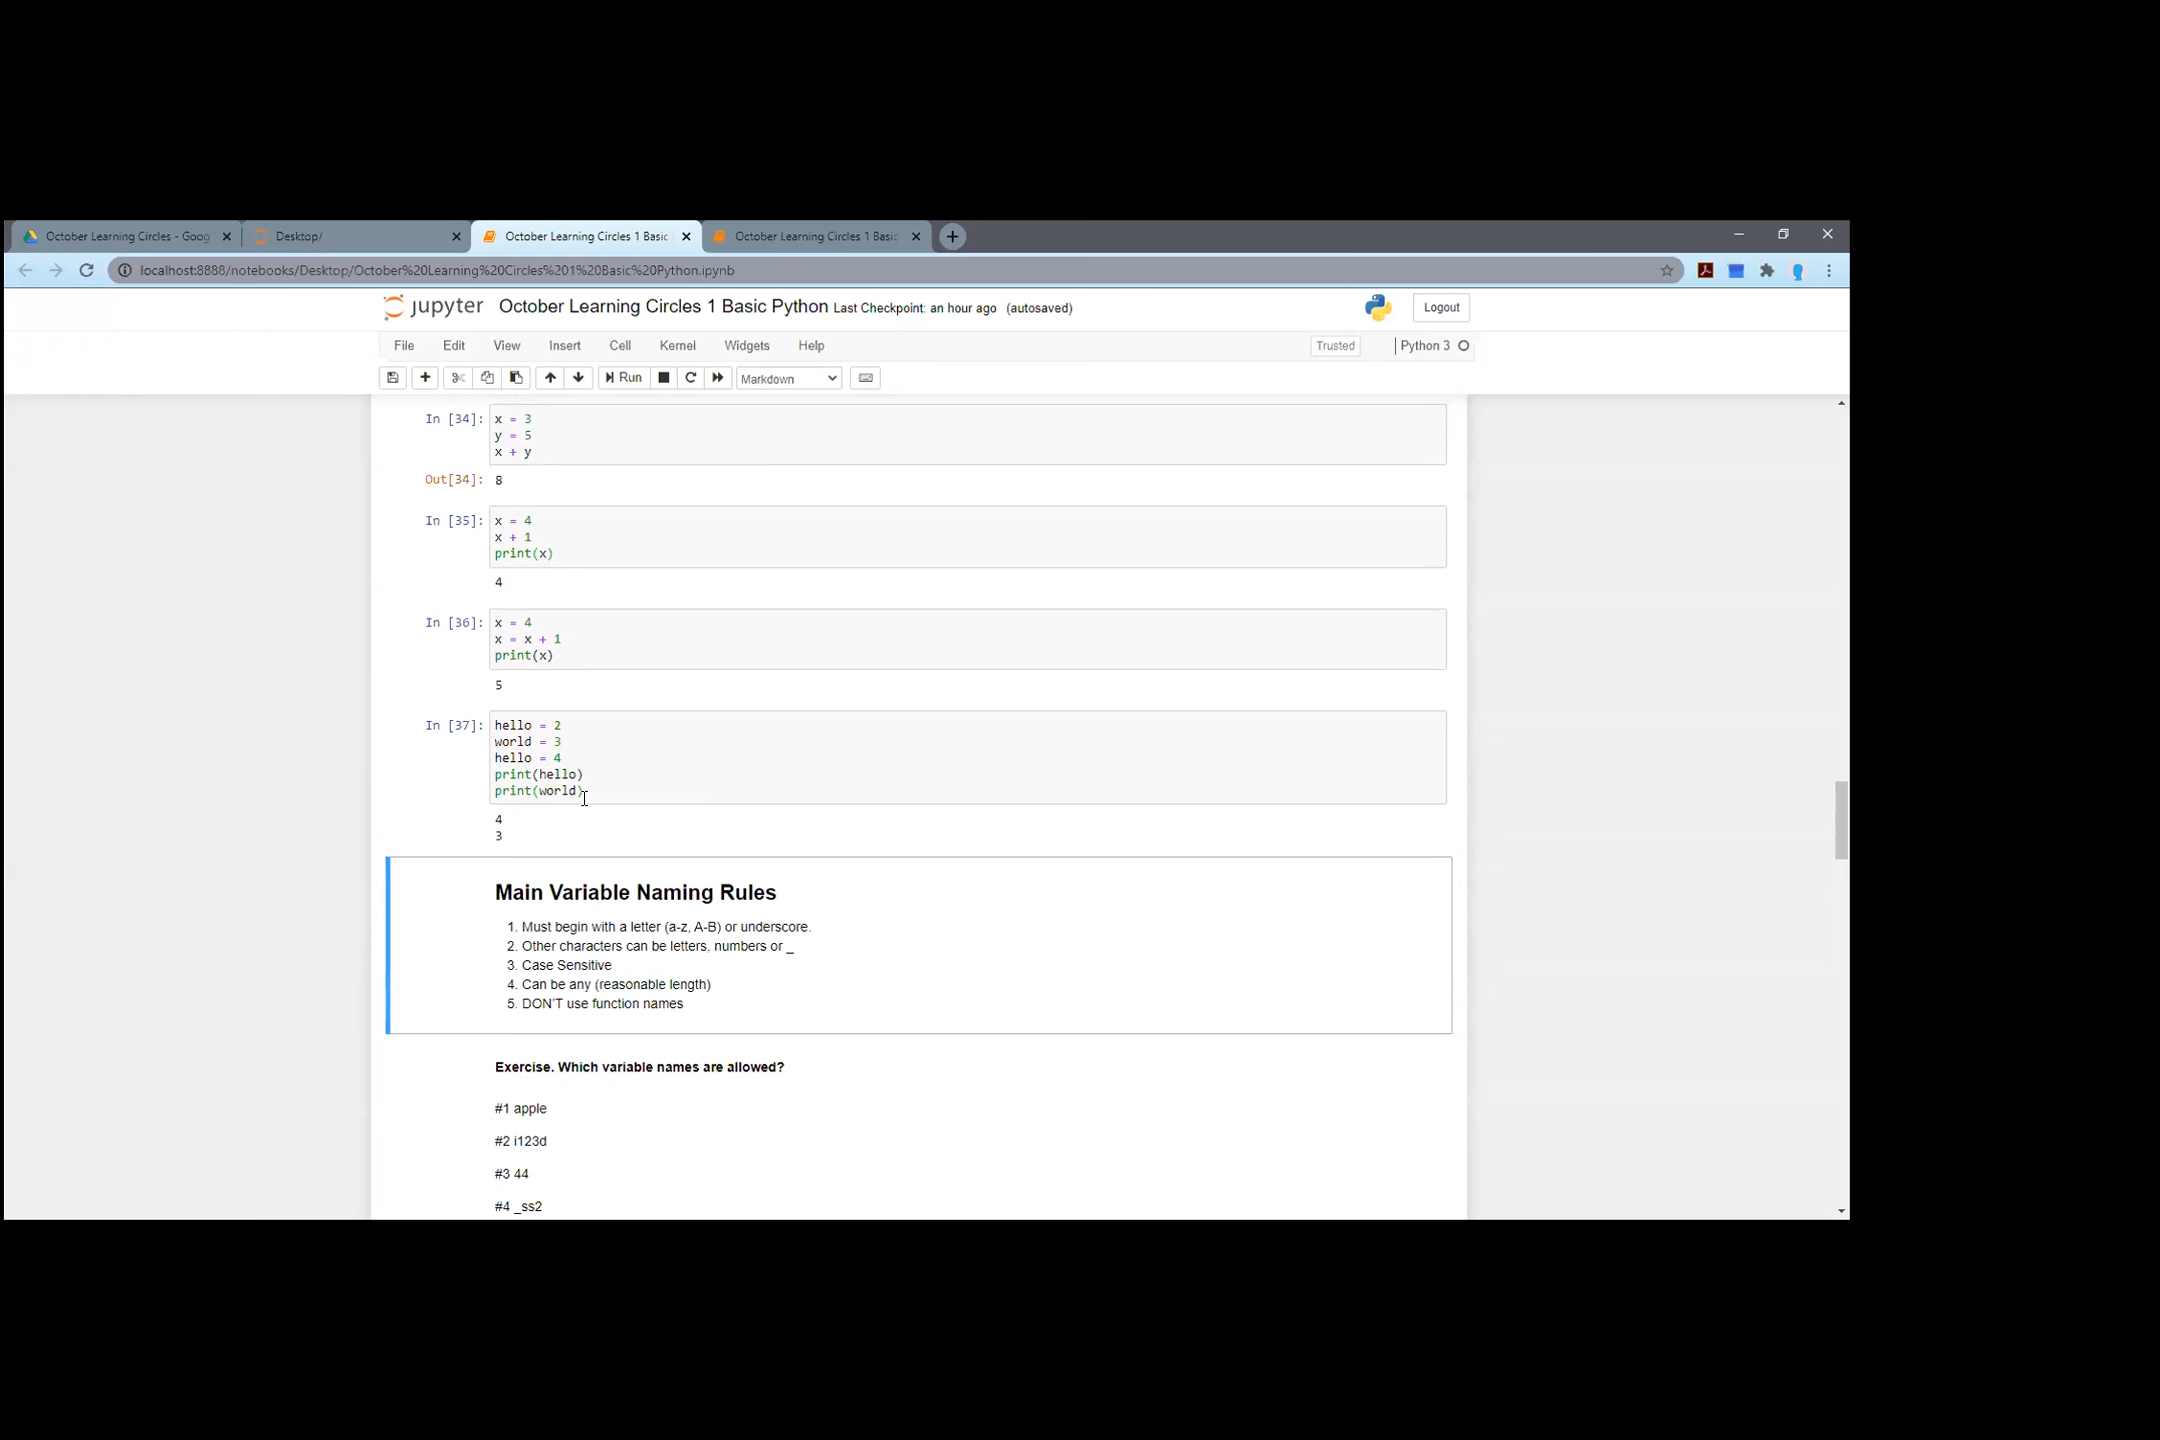 October Learning Circles - Goog
Desktop/
October Learning Circles 1 Basic
October Learning Circles 1 Basic
localhost:8888/notebooks/Desktop/October%20Learning%20Circles%201%20Basic%20Python.ipynb
jupyter October Learning Circles 1 Basic Python Last Checkpoint: an hour ago (autosaved)
Logout
File Edit View Insert Cell Kernel Widgets Help
Trusted
Python 3
Run
Markdown
In [34]: x = 3
y = 5
x + y
Out[34]: 8
In [35]: x = 4
x + 1
print(x)
4
In [36]: x = 4
x = x + 1
print(x)
5
In [37]: hello = 2
world = 3
hello = 4
print(hello)
print(world)
4
3
Main Variable Naming Rules
1. Must begin with a letter (a-z, A-B) or underscore.
2. Other characters can be letters, numbers or _
3. Case Sensitive
4. Can be any (reasonable length)
5. DON'T use function names
Exercise. Which variable names are allowed?
#1 apple
#2 i123d
#3 44
#4 _ss2